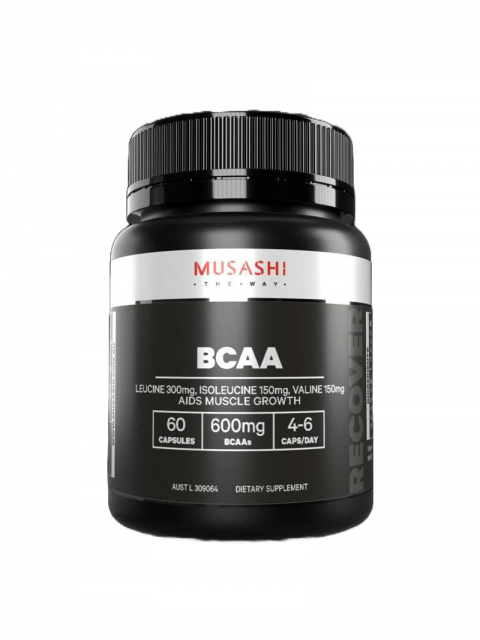 MUSASHI
• THE • WAY •
BCAA
LEUCINE 300mg, ISOLEUCINE 150mg, VALINE 150mg
AIDS MUSCLE GROWTH
60
CAPSULES
600mg
BCAAs
4-6
CAPS/DAY
AUST L 309064
DIETARY SUPPLEMENT
RECOVER